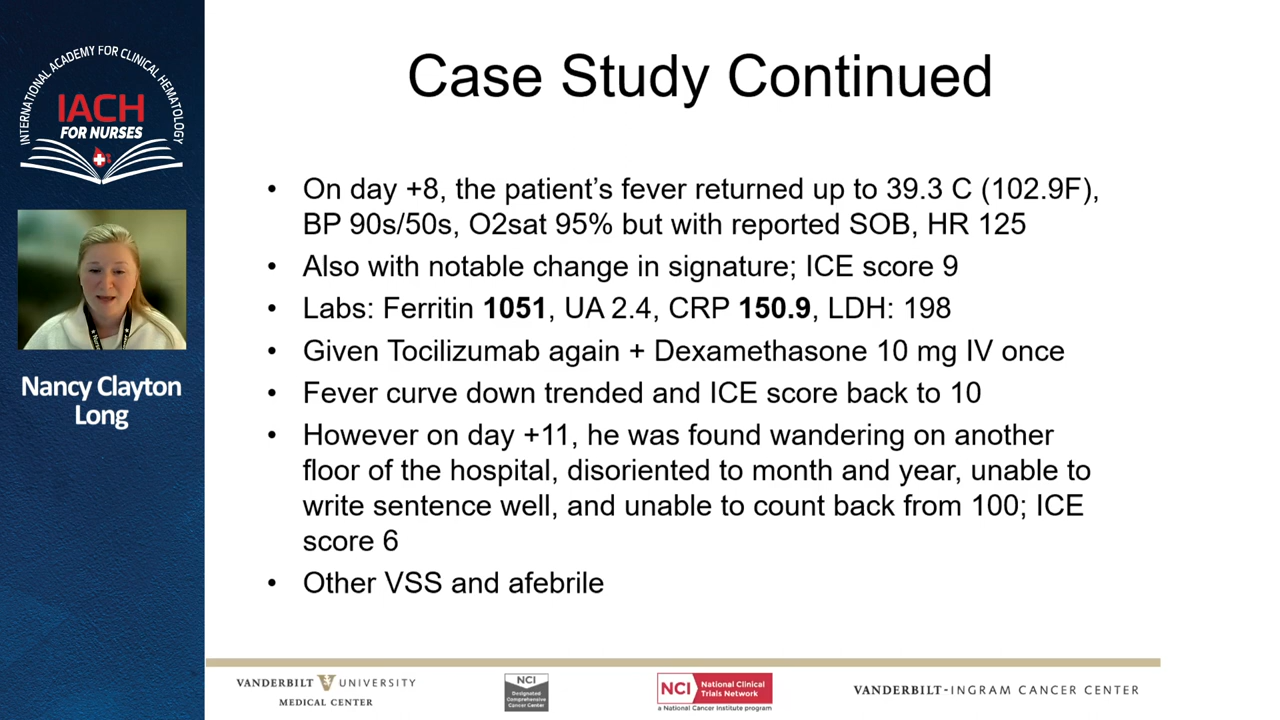 INTERNATIONAL ACADEMY FOR CLINICAL HEMATOLOGY
IACH
FOR NURSES
Nancy Clayton
Long
Case Study Continued
• On day +8, the patient’s fever returned up to 39.3 C (102.9F),
BP 90s/50s, O2sat 95% but with reported SOB, HR 125
• Also with notable change in signature; ICE score 9
• Labs: Ferritin 1051, UA 2.4, CRP 150.9, LDH: 198
• Given Tocilizumab again + Dexamethasone 10 mg IV once
• Fever curve down trended and ICE score back to 10
• However on day +11, he was found wandering on another
floor of the hospital, disoriented to month and year, unable to
write sentence well, and unable to count back from 100; ICE
score 6
• Other VSS and afebrile
VANDERBILT UNIVERSITY
MEDICAL CENTER
NCI
Designated
Comprehensive
Cancer Center
NCI National Clinical
Trials Network
a National Cancer Institute program
VANDERBILT-INGRAM CANCER CENTER